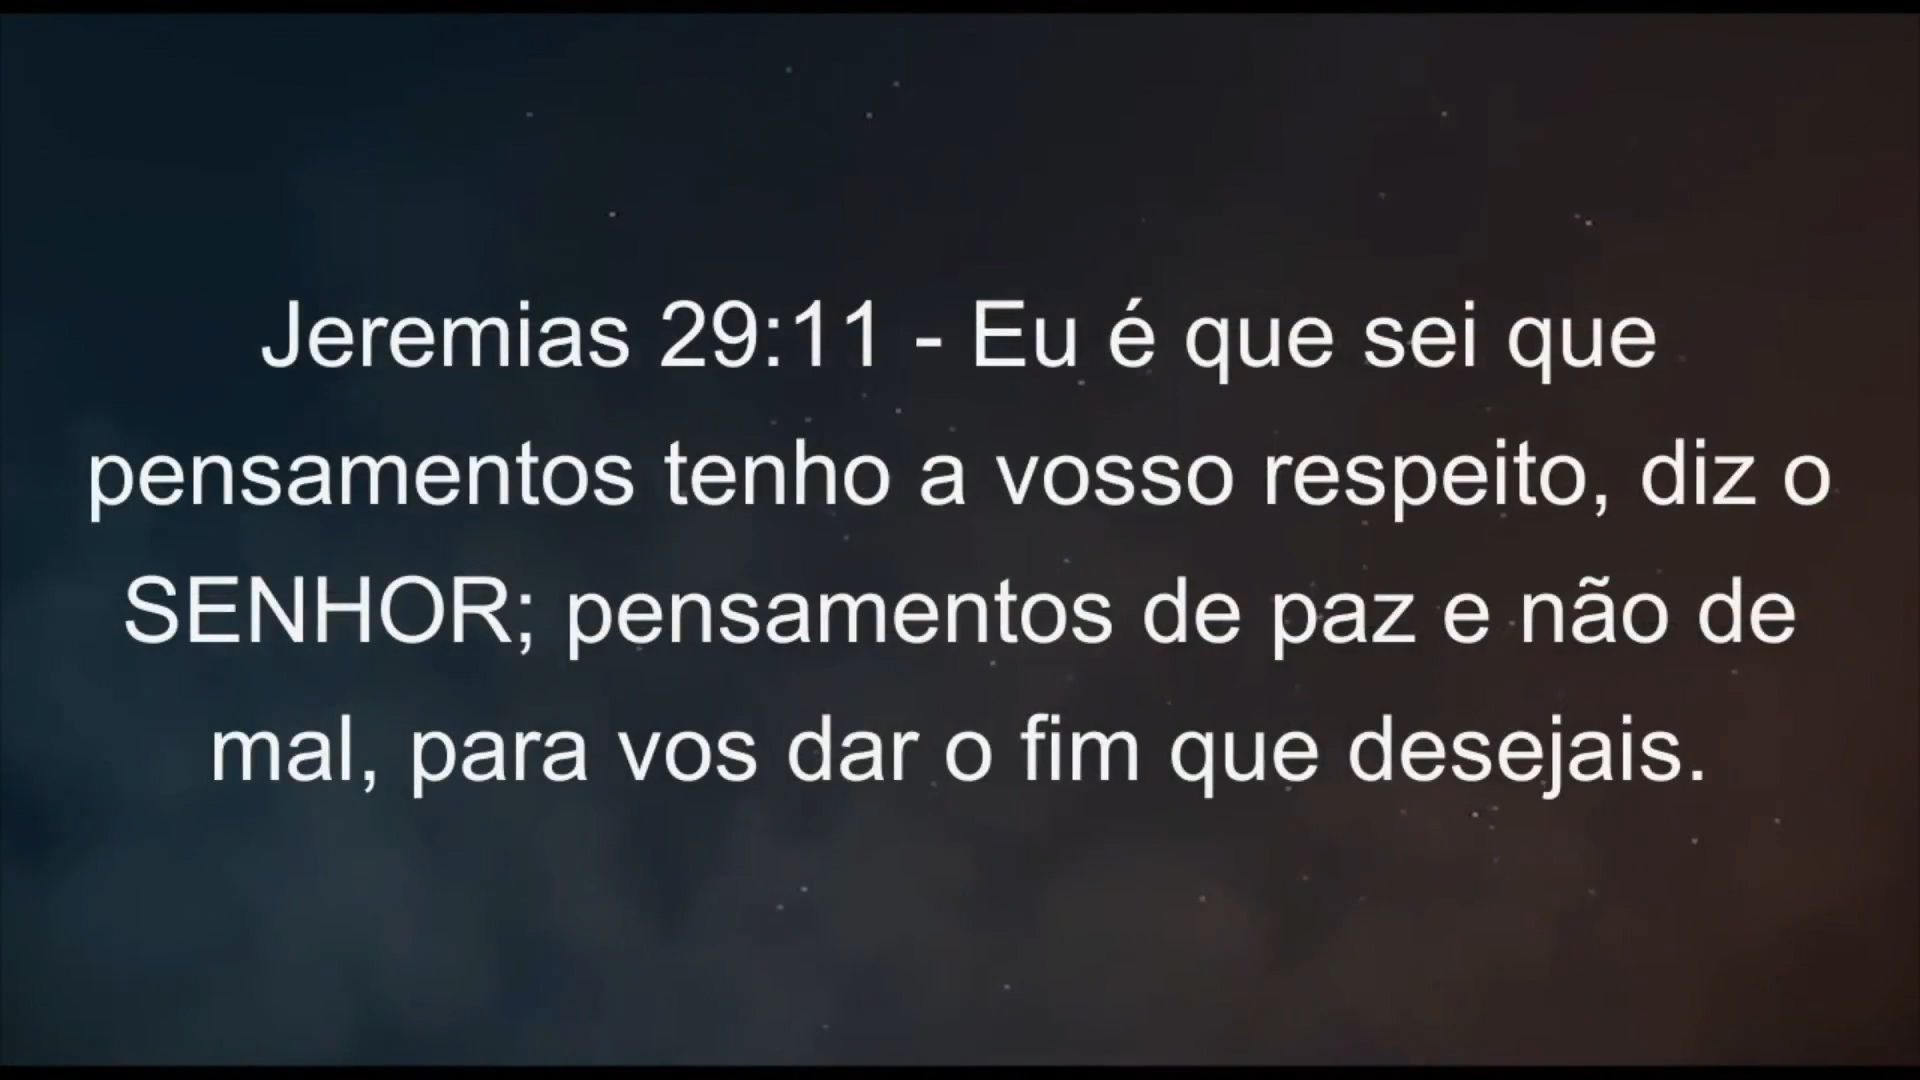 Jeremias 29:11 - Eu é que sei que
pensamentos tenho a vosso respeito, diz o
SENHOR; pensamentos de paz e não de
mal, para vos dar o fim que desejais.